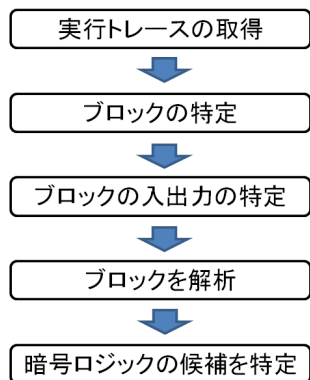 実行トレースの取得
ブロックの特定
ブロックの入出力の特定
ブロックを解析
暗号ロジックの候補を特定